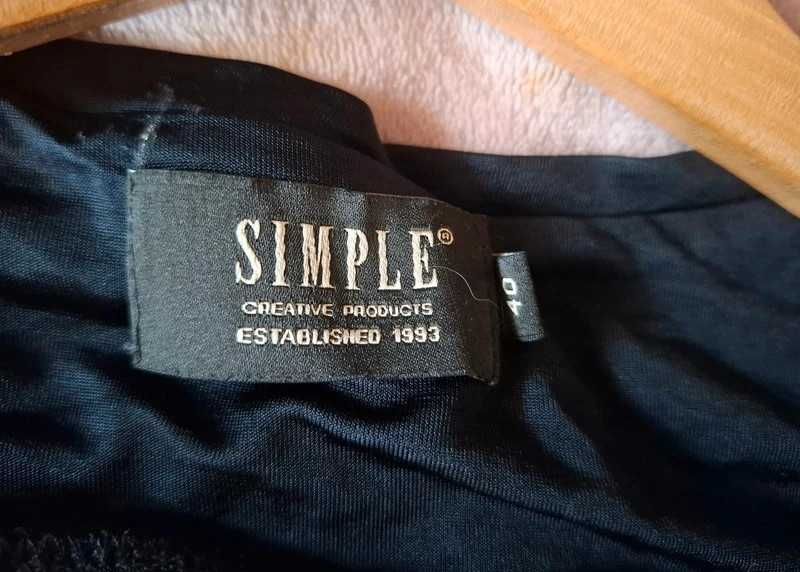 SIMPLE®
CREATIVE PRODUCTS
ESTABLISHED 1993
40